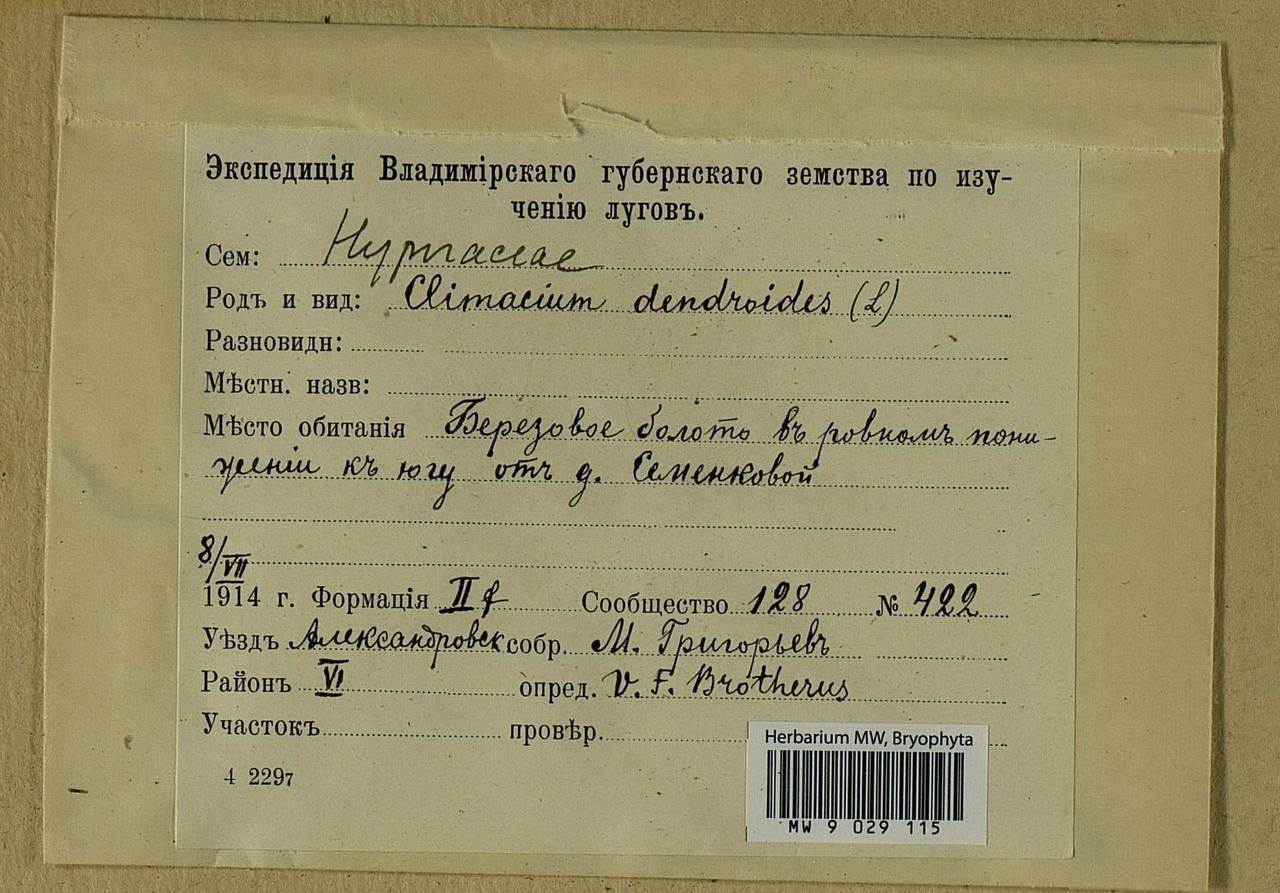 Экспедиція Владимірскаго губернскаго земства по изу-
ченію луговъ.
Сем: Hypnaceae
Родъ и вид: Climacium dendroides (L)
Разновидн:
Мѣстн. назв:
Мѣсто обитанія Березовое болото въ ровномъ пони-
женіи къ югу отъ д. Семенковой
8/VII
1914 г. Формація II f Сообщество 128 № 422
Уѣздъ Александровск собр. М. Григорьевъ
Районъ VI опред. V. F. Brotherus
Участокъ провѣр.
4 2297
Herbarium MW, Bryophyta
MW 9 029 115